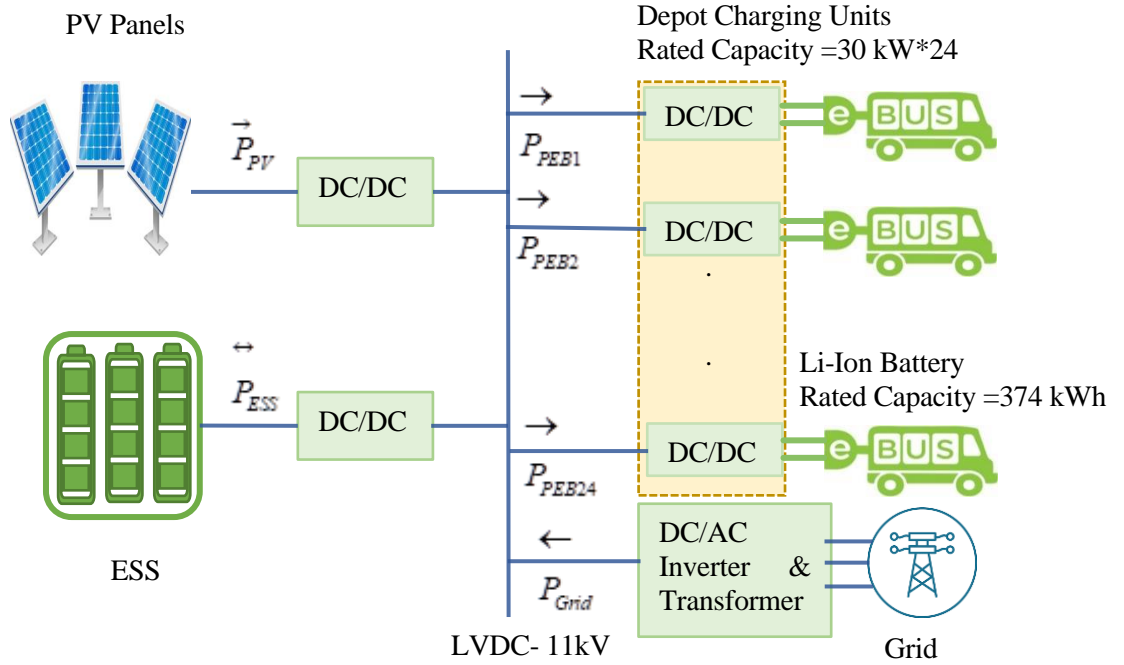 PV Panels
Depot Charging Units
Rated Capacity =30 kW*24
→
P_PV
DC/DC
→
P_PEB1
DC/DC
e BUS
→
P_PEB2
DC/DC
e BUS
.
.
↔
P_ESS
DC/DC
ESS
Li-Ion Battery
Rated Capacity =374 kWh
→
P_PEB24
DC/DC
e BUS
←
P_Grid
DC/AC
Inverter &
Transformer
Grid
LVDC- 11kV